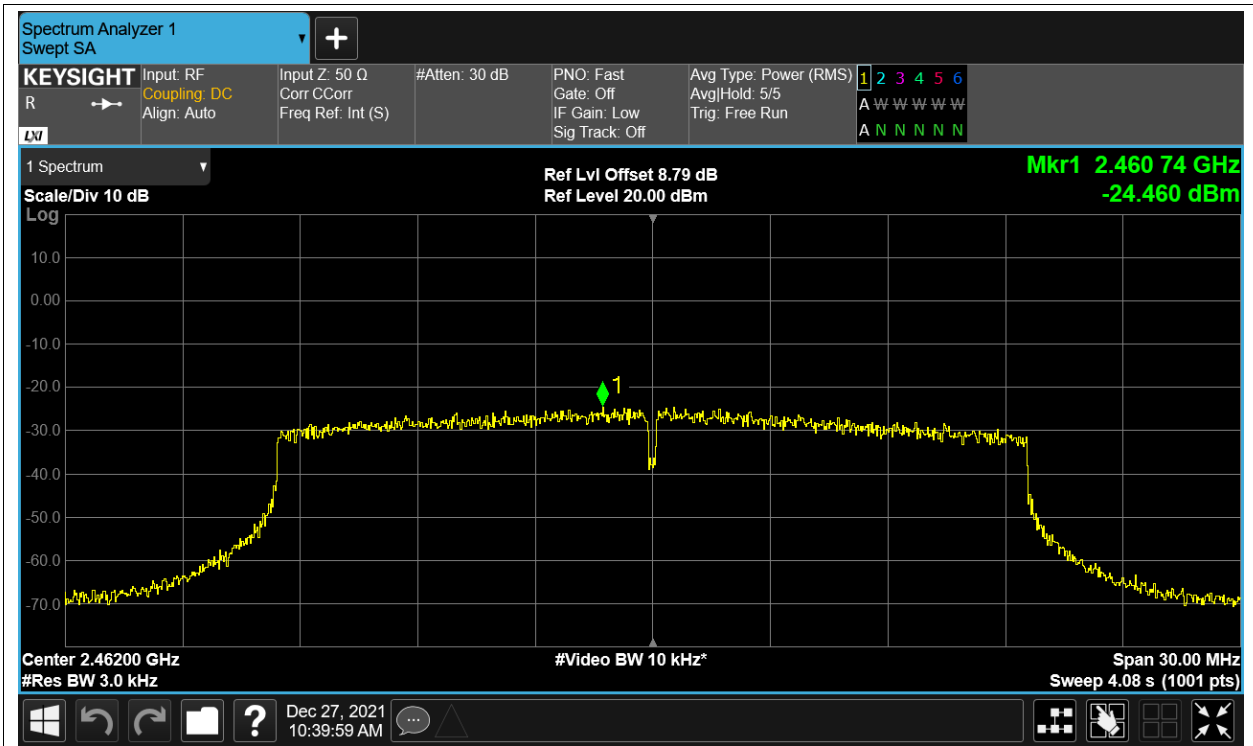 Spectrum Analyzer 1
Swept SA
KEYSIGHT
R
LXI
Input: RF
Coupling: DC
Align: Auto
Input Z: 50 Ω
Corr CCorr
Freq Ref: Int (S)
#Atten: 30 dB
PNO: Fast
Gate: Off
IF Gain: Low
Sig Track: Off
Avg Type: Power (RMS)
Avg|Hold: 5/5
Trig: Free Run
1 2 3 4 5 6
A W W W W W
A N N N N N
1 Spectrum
Scale/Div 10 dB
Log
Ref Lvl Offset 8.79 dB
Ref Level 20.00 dBm
Mkr1 2.460 74 GHz
-24.460 dBm
10.0
0.00
-10.0
-20.0
-30.0
-40.0
-50.0
-60.0
-70.0
1
Center 2.46200 GHz
#Res BW 3.0 kHz
#Video BW 10 kHz*
Span 30.00 MHz
Sweep 4.08 s (1001 pts)
?
Dec 27, 2021
10:39:59 AM